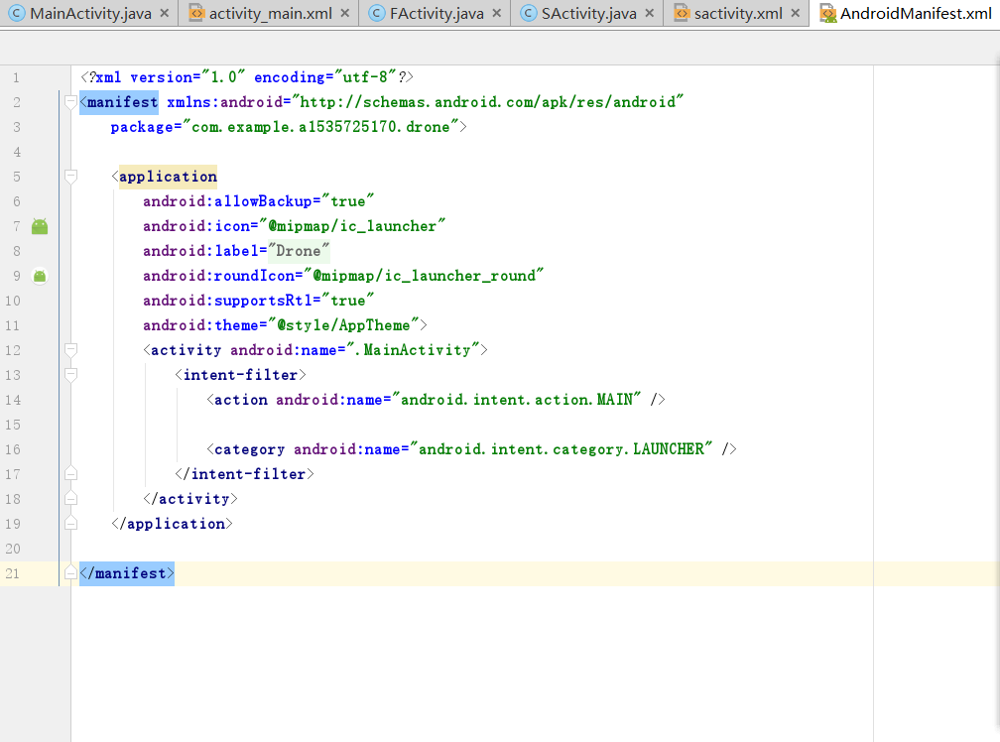 MainActivity.java × activity_main.xml × FActivity.java × SActivity.java × sactivity.xml × AndroidManifest.xml
1 <?xml version="1.0" encoding="utf-8"?>
2 <manifest xmlns:android="http://schemas.android.com/apk/res/android"
3 package="com.example.a1535725170.drone">
4
5 <application
6 android:allowBackup="true"
7 android:icon="@mipmap/ic_launcher"
8 android:label="Drone"
9 android:roundIcon="@mipmap/ic_launcher_round"
10 android:supportsRtl="true"
11 android:theme="@style/AppTheme">
12 <activity android:name=".MainActivity">
13 <intent-filter>
14 <action android:name="android.intent.action.MAIN" />
15
16 <category android:name="android.intent.category.LAUNCHER" />
17 </intent-filter>
18 </activity>
19 </application>
20
21 </manifest>